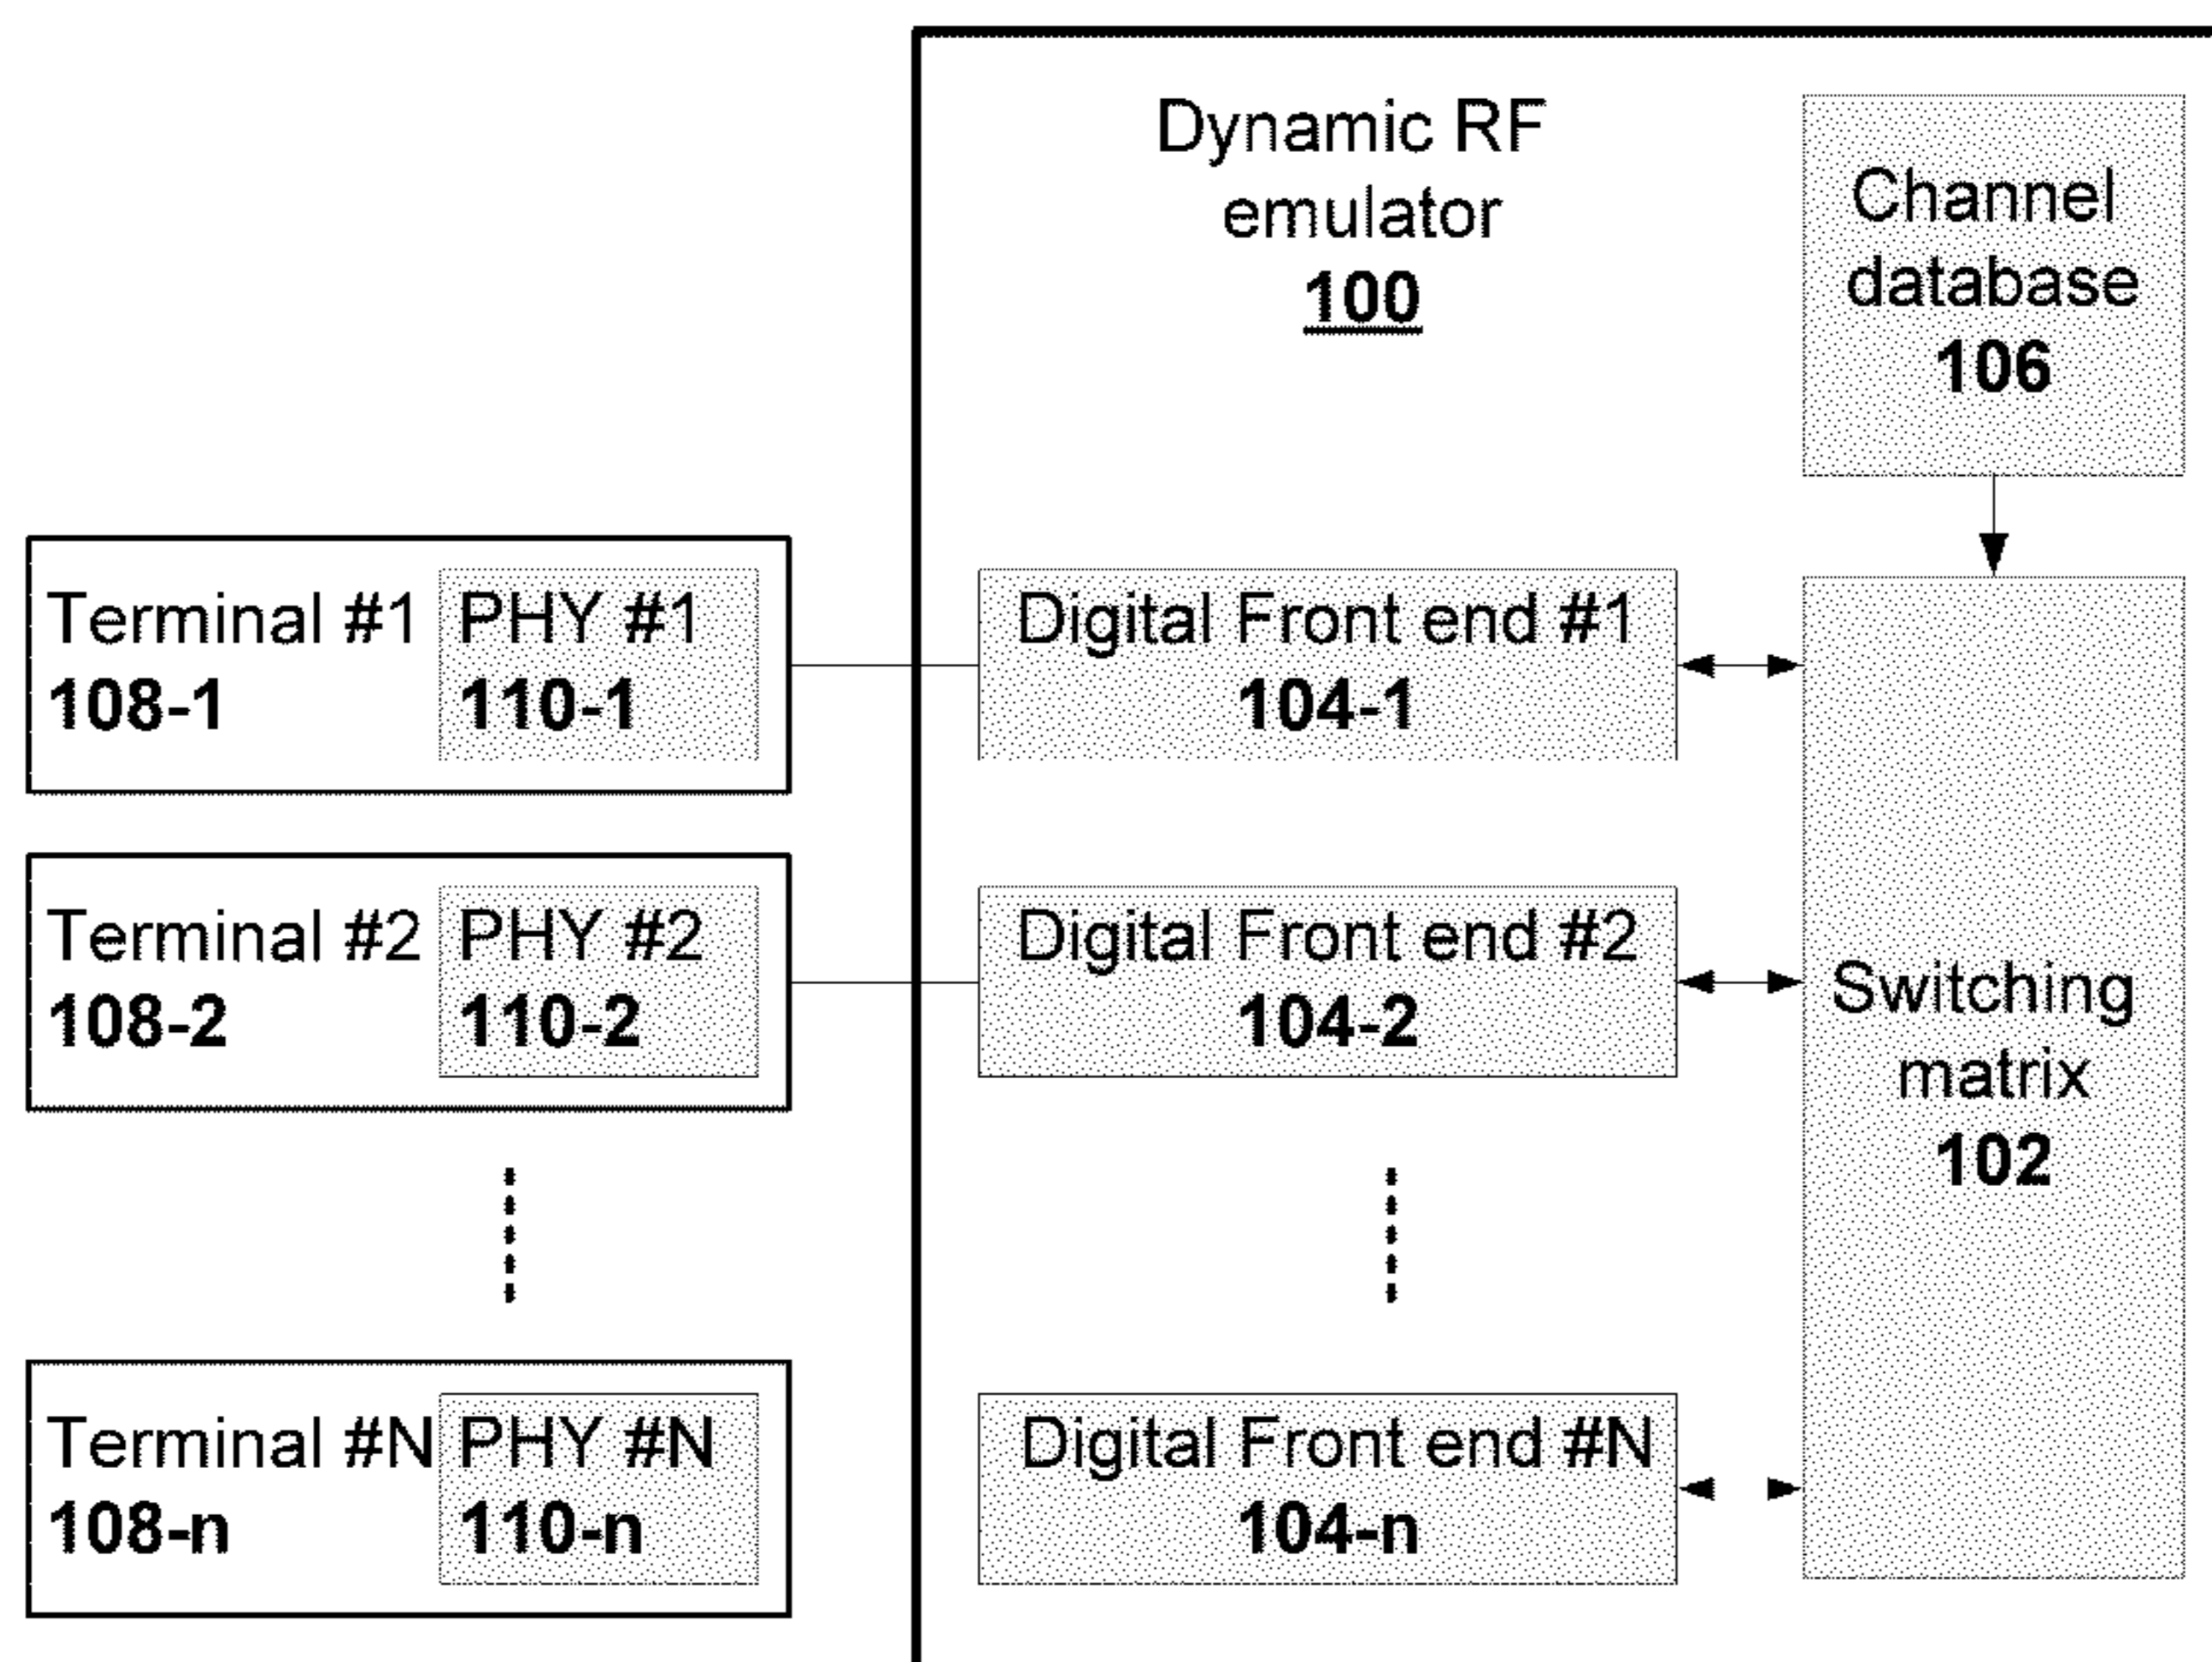 Dynamic RF
emulator
100
Channel
database
106
Terminal #1
108-1
PHY #1
110-1
Digital Front end #1
104-1
Terminal #2
108-2
PHY #2
110-2
Digital Front end #2
104-2
Switching
matrix
102
Terminal #N
108-n
PHY #N
110-n
Digital Front end #N
104-n